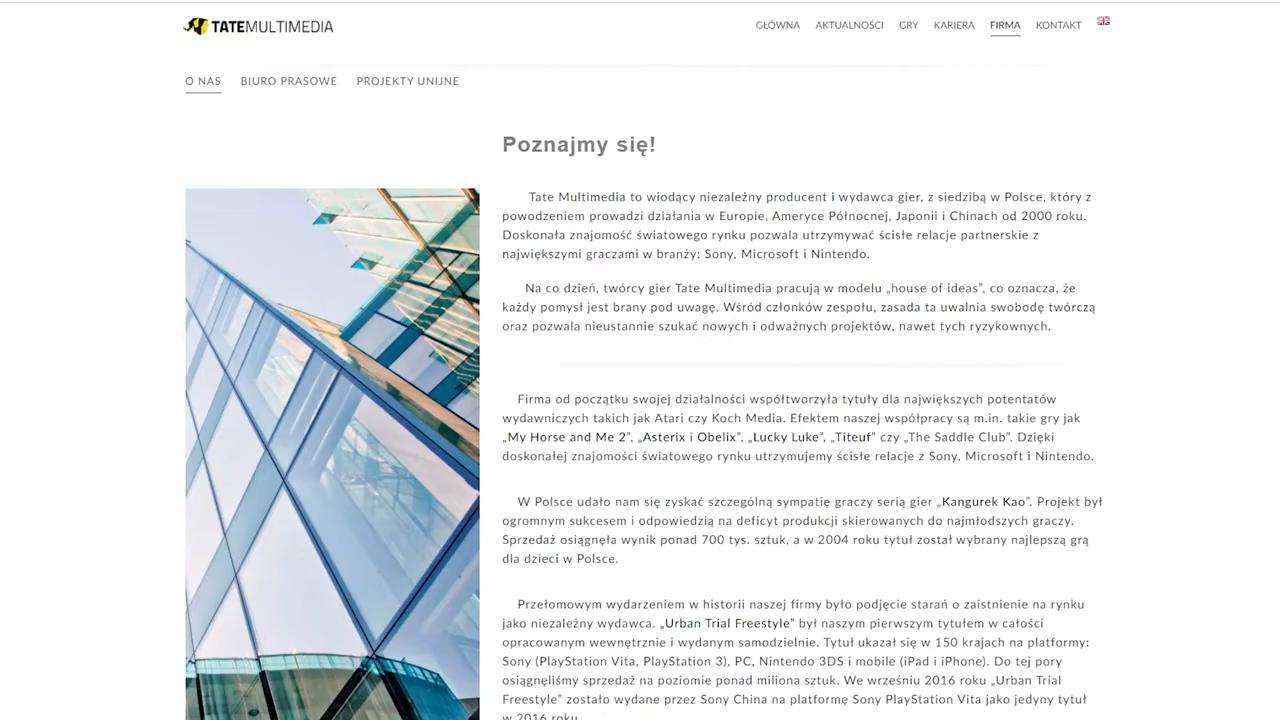 TATEMULTIMEDIA
GŁÓWNA AKTUALNOŚCI GRY KARIERA FIRMA KONTAKT
O NAS BIURO PRASOWE PROJEKTY UNIJNE
Poznajmy się!
Tate Multimedia to wiodący niezależny producent i wydawca gier, z siedzibą w Polsce, który z
powodzeniem prowadzi działania w Europie, Ameryce Północnej, Japonii i Chinach od 2000 roku.
Doskonała znajomość światowego rynku pozwala utrzymywać ścisłe relacje partnerskie z
największymi graczami w branży: Sony, Microsoft i Nintendo.
Na co dzień, twórcy gier Tate Multimedia pracują w modelu „house of ideas”, co oznacza, że
każdy pomysł jest brany pod uwagę. Wśród członków zespołu, zasada ta uwalnia swobodę twórczą
oraz pozwala nieustannie szukać nowych i odważnych projektów, nawet tych ryzykownych.
Firma od początku swojej działalności współtworzyła tytuły dla największych potentatów
wydawniczych takich jak Atari czy Koch Media. Efektem naszej współpracy są m.in. takie gry jak
„My Horse and Me 2”, „Asterix i Obelix”, „Lucky Luke”, „Titeuf” czy „The Saddle Club”. Dzięki
doskonałej znajomości światowego rynku utrzymujemy ścisłe relacje z Sony, Microsoft i Nintendo.
W Polsce udało nam się zyskać szczególną sympatię graczy serią gier „Kangurek Kao”. Projekt był
ogromnym sukcesem i odpowiedzią na deficyt produkcji skierowanych do najmłodszych graczy.
Sprzedaż osiągnęła wynik ponad 700 tys. sztuk, a w 2004 roku tytuł został wybrany najlepszą grą
dla dzieci w Polsce.
Przełomowym wydarzeniem w historii naszej firmy było podjęcie starań o zaistnienie na rynku
jako niezależny wydawca. „Urban Trial Freestyle” był naszym pierwszym tytułem w całości
opracowanym wewnętrznie i wydanym samodzielnie. Tytuł ukazał się w 150 krajach na platformy:
Sony (PlayStation Vita, PlayStation 3), PC, Nintendo 3DS i mobile (iPad i iPhone). Do tej pory
osiągnęliśmy sprzedaż na poziomie ponad miliona sztuk. We wrześniu 2016 roku „Urban Trial
Freestyle” zostało wydane przez Sony China na platformę Sony PlayStation Vita jako jedyny tytuł
w 2016 roku.